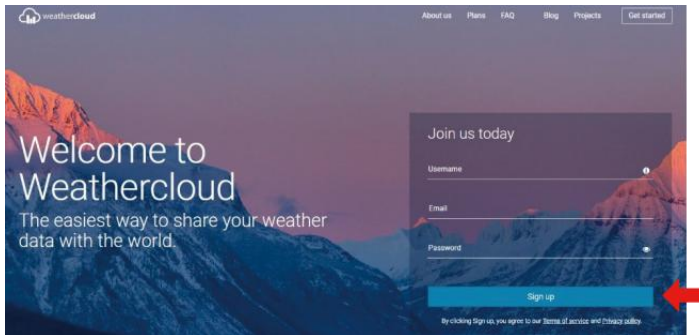 weathercloud
About us Plans FAQ Blog Projects Get started
Welcome to
Weathercloud
The easiest way to share your weather
data with the world.
Join us today
Username
Email
Password
Sign up
By clicking Sign up, you agree to our Terms of service and Privacy policy.